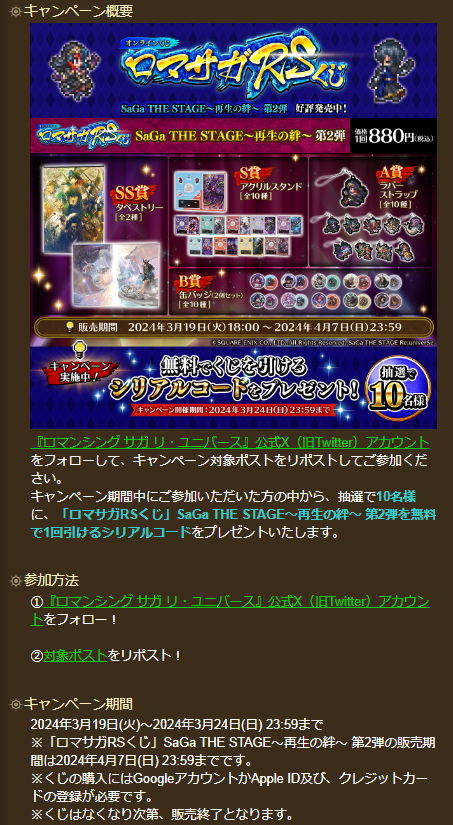 キャンペーン概要
オンラインくじ
ロマサガRSくじ
SaGa THE STAGE～再生の絆～ 第2弾 好評発売中！
ロマサガRSくじ SaGa THE STAGE～再生の絆～ 第2弾 価格1回880円(税込)
SS賞
タペストリー
[全2種]
S賞
アクリルスタンド
[全10種]
A賞
ラバー
ストラップ
[全10種]
B賞
缶バッジ(2個セット)
[全10種]
販売期間 2024年3月19日(火)18:00 ～ 2024年4月7日(日)23:59
© SQUARE ENIX CO., LTD. All Rights Reserved. SaGa THE STAGE Re:universe
キャンペーン
実施中！
無料でくじを引ける
シリアルコードをプレゼント！
抽選で
10名様
キャンペーン開催期間：2024年3月24日(日)23:59まで
『ロマンシング サガ リ・ユニバース』公式X（旧Twitter）アカウント
をフォローして、キャンペーン対象ポストをリポストしてご参加くだ
さい。
キャンペーン期間中にご参加いただいた方の中から、抽選で10名様
に、「ロマサガRSくじ」SaGa THE STAGE～再生の絆～ 第2弾を無料
で1回引けるシリアルコードをプレゼントいたします。
参加方法
①『ロマンシング サガ リ・ユニバース』公式X（旧Twitter）アカウン
トをフォロー！
②対象ポストをリポスト！
キャンペーン期間
2024年3月19日(火)～2024年3月24日(日) 23:59まで
※「ロマサガRSくじ」SaGa THE STAGE～再生の絆～ 第2弾の販売期
間は2024年4月7日(日) 23:59までです。
※くじの購入にはGoogleアカウントかApple ID及び、クレジットカー
ドの登録が必要です。
※くじはなくなり次第、販売終了となります。